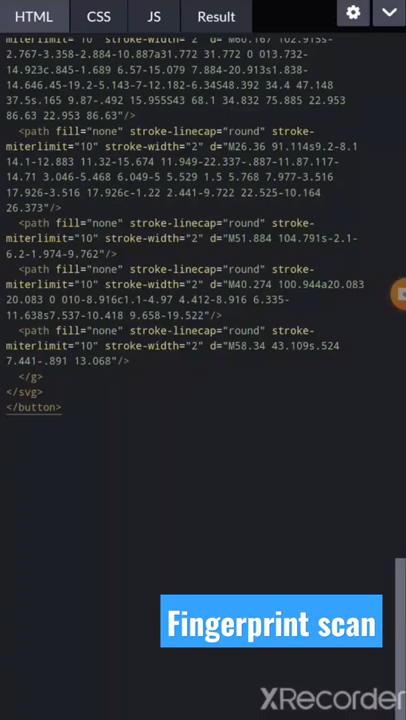 HTML CSS JS Result
miterlimit="10" stroke-width="2" d="M60.167 102.915s-
2.767-3.358-2.884-10.887a31.772 31.772 0 013.732-
14.923c.845-1.689 6.57-15.079 7.884-20.913s1.838-
14.646.45-19.2-5.143-7-12.182-6.34S48.392 34.4 47.148
37.5s.165 9.87-.492 15.955S43 68.1 34.832 75.885 22.953
86.63 22.953 86.63"/>
<path fill="none" stroke-linecap="round" stroke-
miterlimit="10" stroke-width="2" d="M26.36 91.114s9.2-8.1
14.1-12.883 11.32-15.674 11.949-22.337-.887-11.87.117-
14.71 3.046-5.468 6.049-5 5.529 1.5 5.768 7.977-3.516
17.926-3.516 17.926c-1.22 2.441-9.722 22.525-10.164
26.373"/>
<path fill="none" stroke-linecap="round" stroke-
miterlimit="10" stroke-width="2" d="M51.884 104.791s-2.1-
6.2-1.974-9.762"/>
<path fill="none" stroke-linecap="round" stroke-
miterlimit="10" stroke-width="2" d="M40.274 100.944a20.083
20.083 0 010-8.916c1.1-4.97 4.412-8.916 6.335-
11.638s7.537-10.418 9.658-19.522"/>
<path fill="none" stroke-linecap="round" stroke-
miterlimit="10" stroke-width="2" d="M58.34 43.109s.524
7.441-.891 13.068"/>
</g>
</svg>
</button>
Fingerprint scan
XRecorder